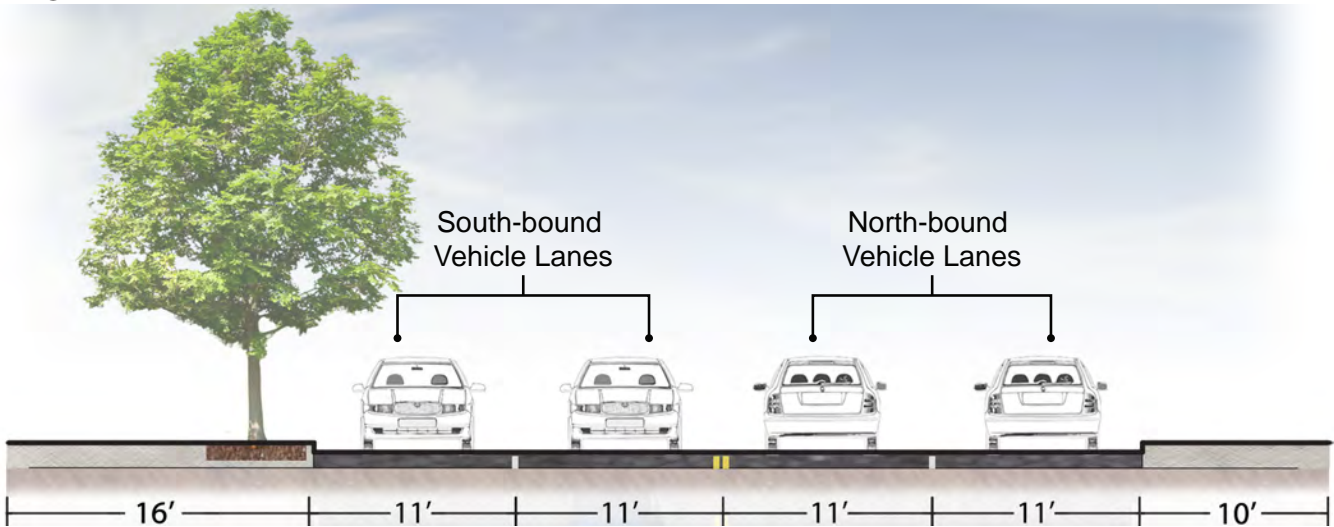 South-bound
Vehicle Lanes
North-bound
Vehicle Lanes
16′ 11′ 11′ 11′ 11′ 10′